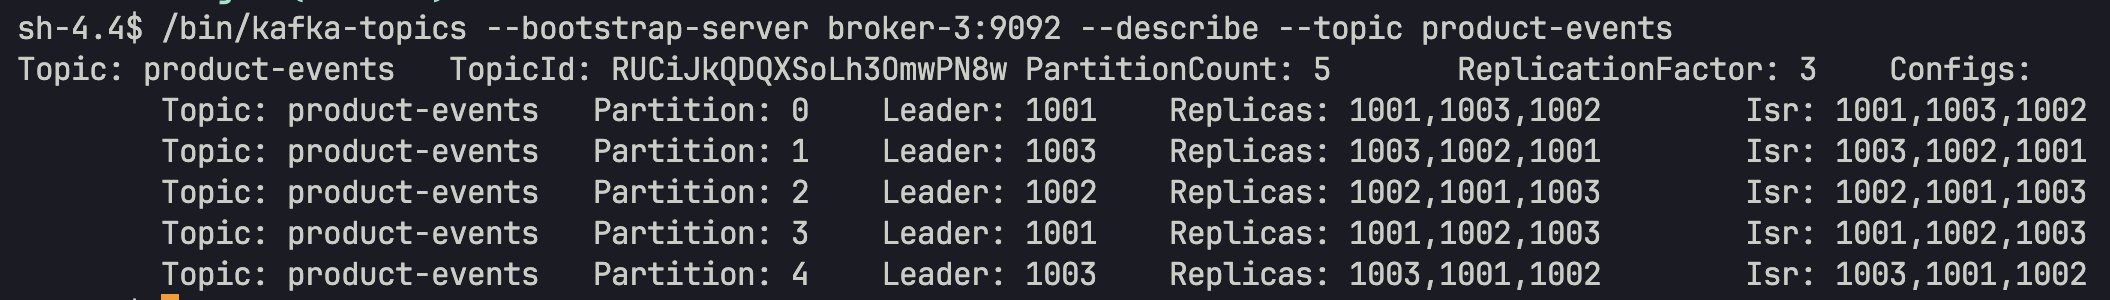 sh-4.4$ /bin/kafka-topics --bootstrap-server broker-3:9092 --describe --topic product-events
Topic: product-events   TopicId: RUCiJkQDQXSoLh3OmwPN8w PartitionCount: 5       ReplicationFactor: 3    Configs:
        Topic: product-events   Partition: 0    Leader: 1001    Replicas: 1001,1003,1002        Isr: 1001,1003,1002
        Topic: product-events   Partition: 1    Leader: 1003    Replicas: 1003,1002,1001        Isr: 1003,1002,1001
        Topic: product-events   Partition: 2    Leader: 1002    Replicas: 1002,1001,1003        Isr: 1002,1001,1003
        Topic: product-events   Partition: 3    Leader: 1001    Replicas: 1001,1002,1003        Isr: 1001,1002,1003
        Topic: product-events   Partition: 4    Leader: 1003    Replicas: 1003,1001,1002        Isr: 1003,1001,1002